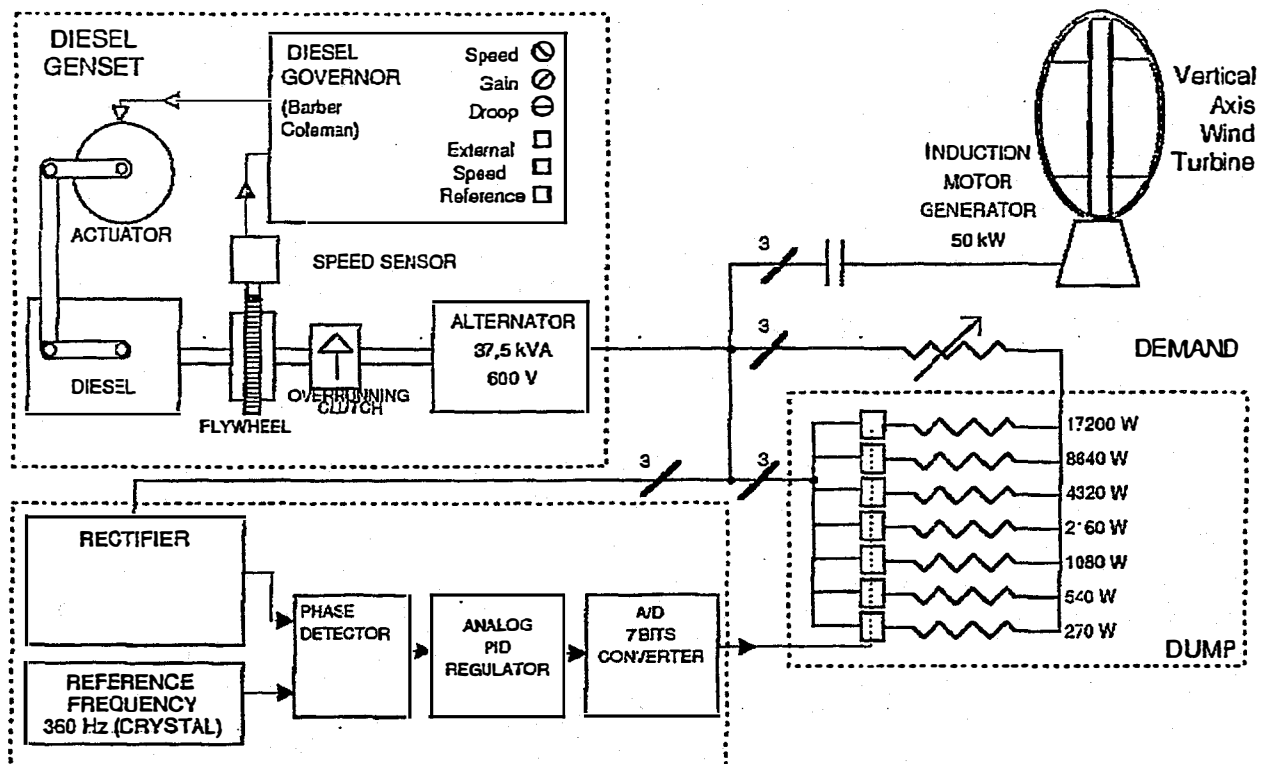 DIESEL
GENSET
DIESEL
GOVERNOR
(Barber
Coleman)
Speed
Gain
Droop
External
Speed
Reference
ACTUATOR
SPEED SENSOR
DIESEL
FLYWHEEL
OVERRUNNING
CLUTCH
ALTERNATOR
37,5 kVA
600 V
Vertical
Axis
Wind
Turbine
INDUCTION
MOTOR
GENERATOR
50 kW
3
3
3
3
DEMAND
17200 W
8640 W
4320 W
2160 W
1080 W
540 W
270 W
DUMP
RECTIFIER
REFERENCE
FREQUENCY
360 Hz.(CRYSTAL)
PHASE
DETECTOR
ANALOG
PID
REGULATOR
A/D
7BITS
CONVERTER